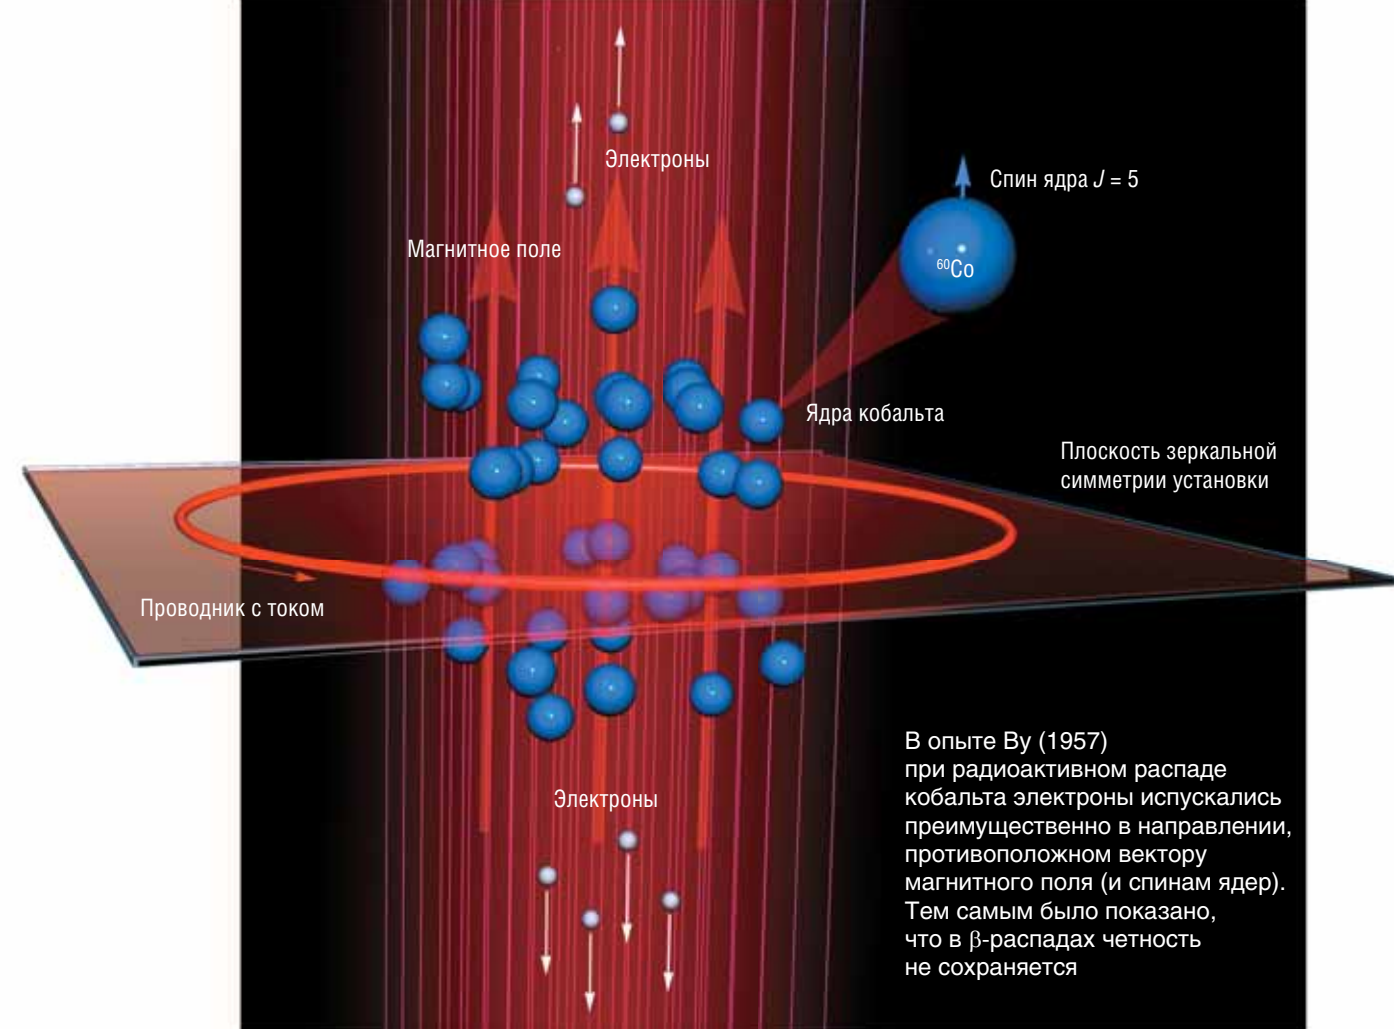 Электроны
Спин ядра J = 5
Магнитное поле
⁶⁰Co
Ядра кобальта
Плоскость зеркальной
симметрии установки
Проводник с током
Электроны
В опыте Ву (1957)
при радиоактивном распаде
кобальта электроны испускались
преимущественно в направлении,
противоположном вектору
магнитного поля (и спинам ядер).
Тем самым было показано,
что в β-распадах четность
не сохраняется